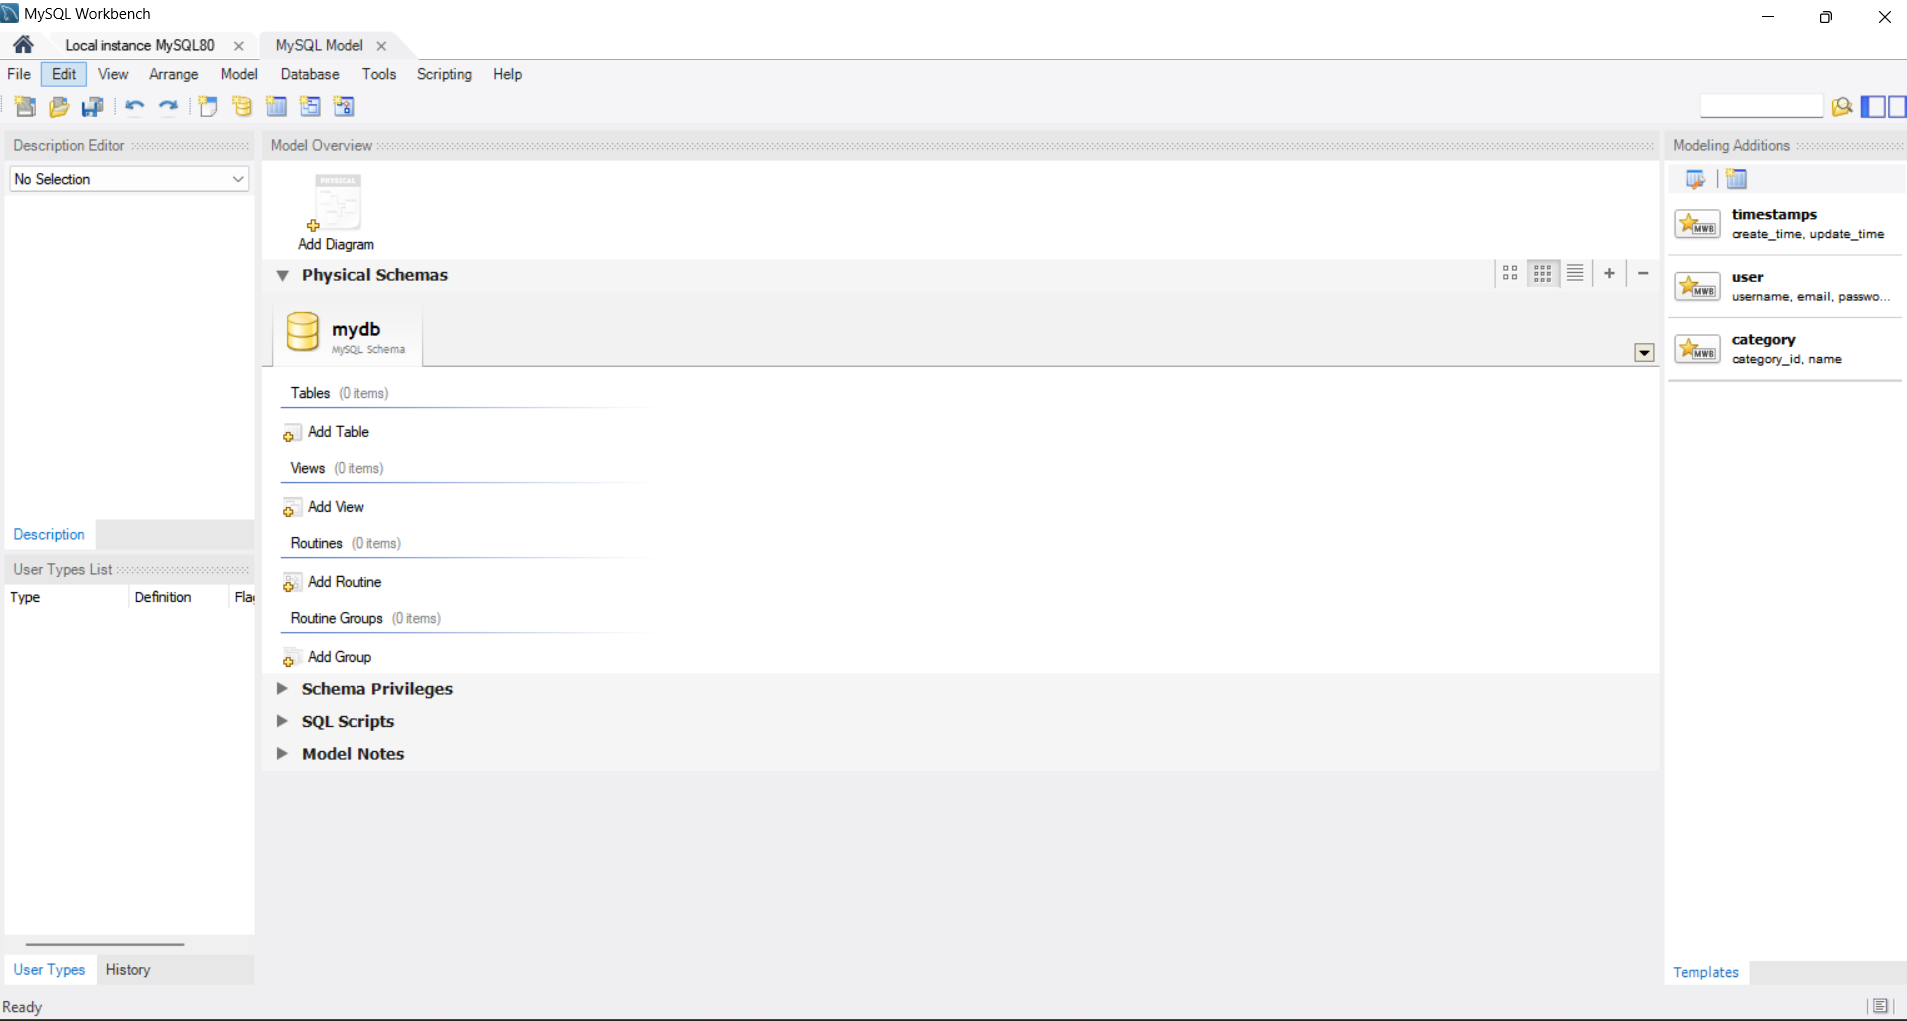 MySQL Workbench
Local instance MySQL80
MySQL Model
File Edit View Arrange Model Database Tools Scripting Help
Description Editor
No Selection
Description
User Types List
Type Definition Flag
User Types History
Ready
Model Overview
PHYSICAL
Add Diagram
Physical Schemas
mydb
MySQL Schema
Tables (0 items)
Add Table
Views (0 items)
Add View
Routines (0 items)
Add Routine
Routine Groups (0 items)
Add Group
Schema Privileges
SQL Scripts
Model Notes
Modeling Additions
MWB
timestamps
create_time, update_time
MWB
user
username, email, passwo...
MWB
category
category_id, name
Templates